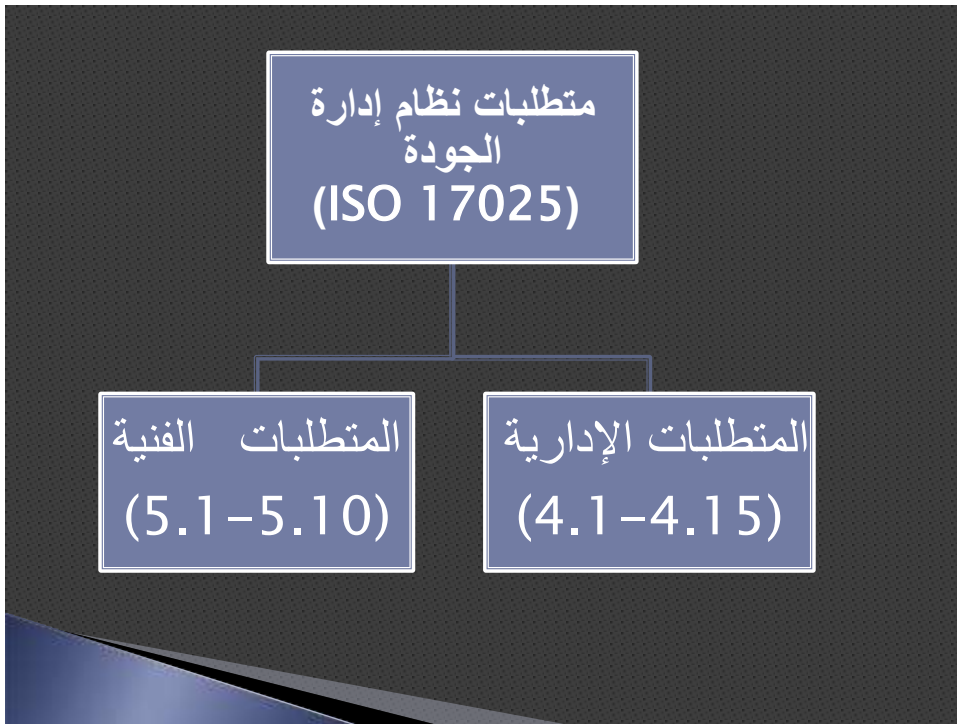 متطلبات نظام إدارة
الجودة
(ISO 17025)
المتطلبات الإدارية
(4.1-4.15)
المتطلبات الفنية
(5.1-5.10)